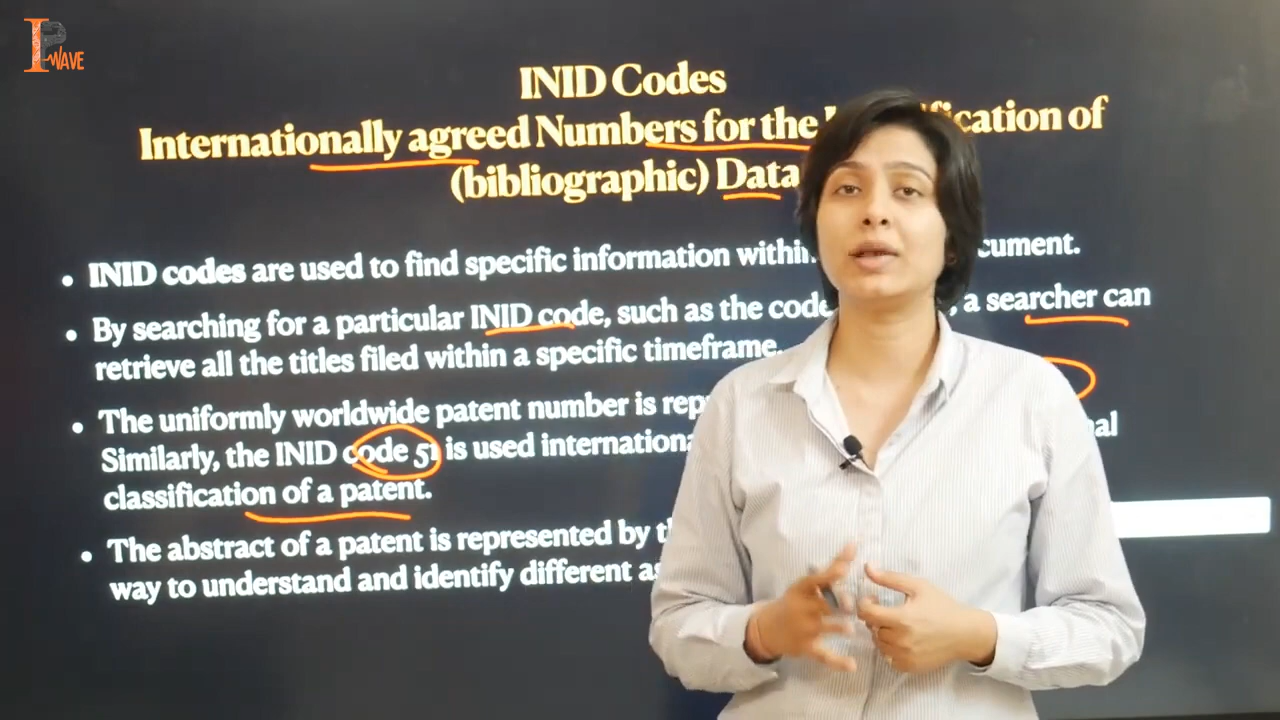 IP WAVE
INID Codes
Internationally agreed Numbers for the fication of
(bibliographic) Data
• INID codes are used to find specific information within cument.
• By searching for a particular INID code, such as the code , a searcher can
retrieve all the titles filed within a specific timeframe.
• The uniformly worldwide patent number is rep
Similarly, the INID code 51 is used internationa nal
classification of a patent.
• The abstract of a patent is represented by t
way to understand and identify different as